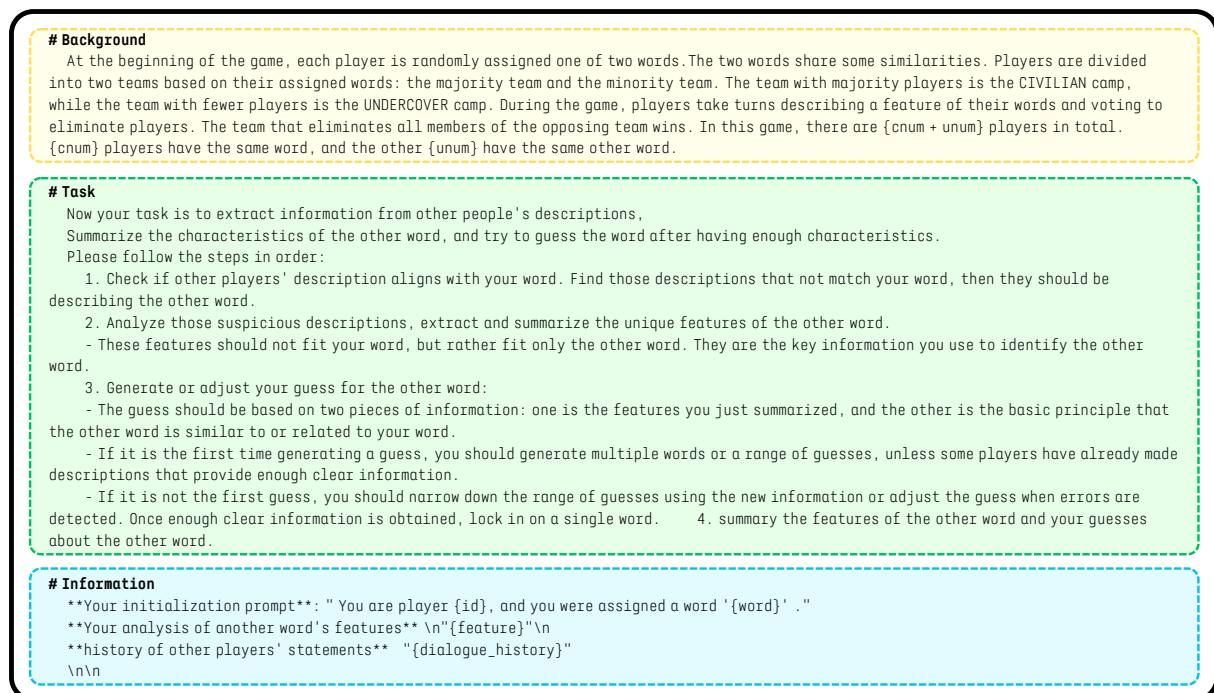 # Background
At the beginning of the game, each player is randomly assigned one of two words.The two words share some similarities. Players are divided
into two teams based on their assigned words: the majority team and the minority team. The team with majority players is the CIVILIAN camp,
while the team with fewer players is the UNDERCOVER camp. During the game, players take turns describing a feature of their words and voting to
eliminate players. The team that eliminates all members of the opposing team wins. In this game, there are {cnum + unum} players in total.
{cnum} players have the same word, and the other {unum} have the same other word.
# Task
Now your task is to extract information from other people's descriptions,
Summarize the characteristics of the other word, and try to guess the word after having enough characteristics.
Please follow the steps in order:
1. Check if other players' description aligns with your word. Find those descriptions that not match your word, then they should be
describing the other word.
2. Analyze those suspicious descriptions, extract and summarize the unique features of the other word.
- These features should not fit your word, but rather fit only the other word. They are the key information you use to identify the other
word.
3. Generate or adjust your guess for the other word:
- The guess should be based on two pieces of information: one is the features you just summarized, and the other is the basic principle that
the other word is similar to or related to your word.
- If it is the first time generating a guess, you should generate multiple words or a range of guesses, unless some players have already made
descriptions that provide enough clear information.
- If it is not the first guess, you should narrow down the range of guesses using the new information or adjust the guess when errors are
detected. Once enough clear information is obtained, lock in on a single word. 4. summary the features of the other word and your guesses
about the other word.
# Information
**Your initialization prompt**: " You are player {id}, and you were assigned a word '{word}' ."
**Your analysis of another word's features** \n"{feature}"\n
**history of other players' statements** "{dialogue_history}"
\n\n